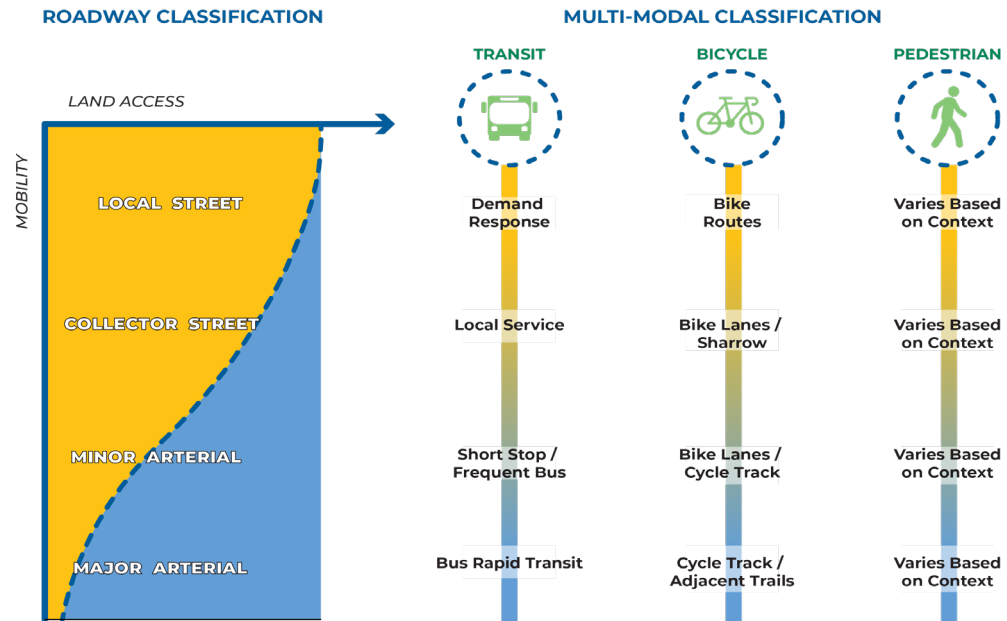 ROADWAY CLASSIFICATION
MULTI-MODAL CLASSIFICATION
TRANSIT
BICYCLE
PEDESTRIAN
LAND ACCESS
MOBILITY
LOCAL STREET
Demand
Response
Bike
Routes
Varies Based
on Context
COLLECTOR STREET
Local Service
Bike Lanes /
Sharrow
Varies Based
on Context
MINOR ARTERIAL
Short Stop /
Frequent Bus
Bike Lanes /
Cycle Track
Varies Based
on Context
MAJOR ARTERIAL
Bus Rapid Transit
Cycle Track /
Adjacent Trails
Varies Based
on Context